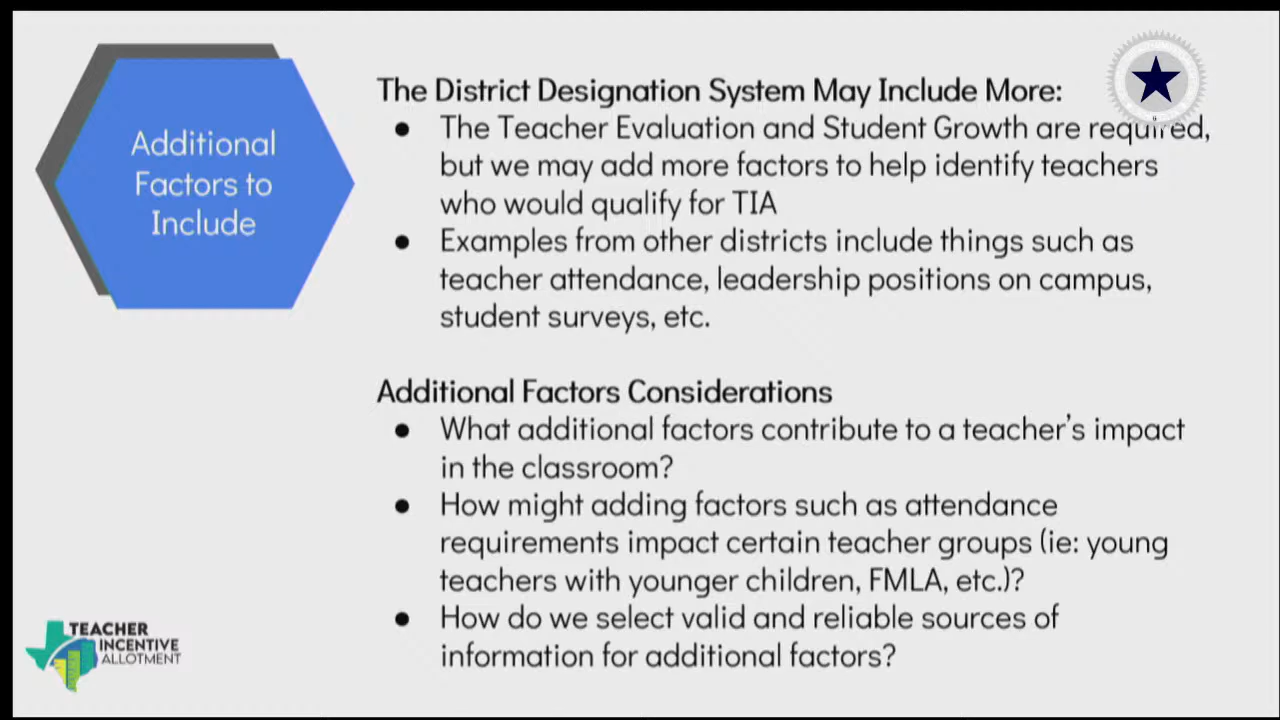 Additional
Factors to
Include
The District Designation System May Include More:
● The Teacher Evaluation and Student Growth are required,
but we may add more factors to help identify teachers
who would qualify for TIA
● Examples from other districts include things such as
teacher attendance, leadership positions on campus,
student surveys, etc.
Additional Factors Considerations
● What additional factors contribute to a teacher’s impact
in the classroom?
● How might adding factors such as attendance
requirements impact certain teacher groups (ie: young
teachers with younger children, FMLA, etc.)?
● How do we select valid and reliable sources of
information for additional factors?
TEACHER
INCENTIVE
ALLOTMENT